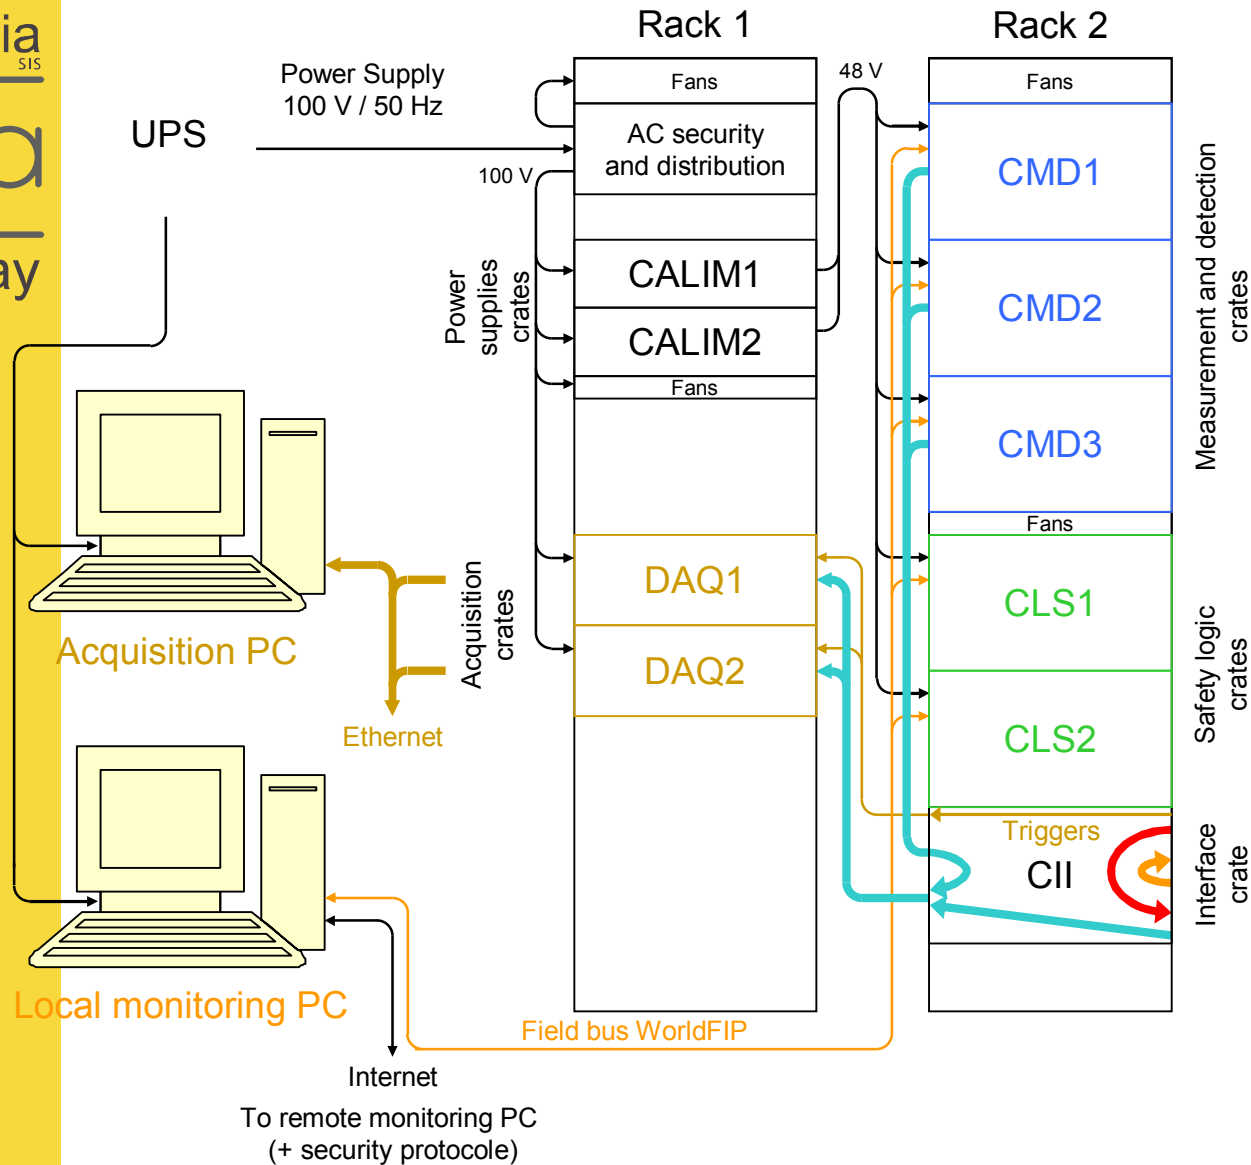 ia
SIS
a
ay
Rack 1
Rack 2
Power Supply
100 V / 50 Hz
UPS
Fans
48 V
Fans
AC security
and distribution
100 V
CMD1
CALIM1
CALIM2
Fans
Power
supplies
crates
CMD2
CMD3
Measurement and detection
crates
Fans
DAQ1
DAQ2
Acquisition
crates
CLS1
CLS2
Safety logic
crates
Acquisition PC
Ethernet
Triggers
CII
Interface
crate
Local monitoring PC
Field bus WorldFIP
Internet
To remote monitoring PC
(+ security protocole)